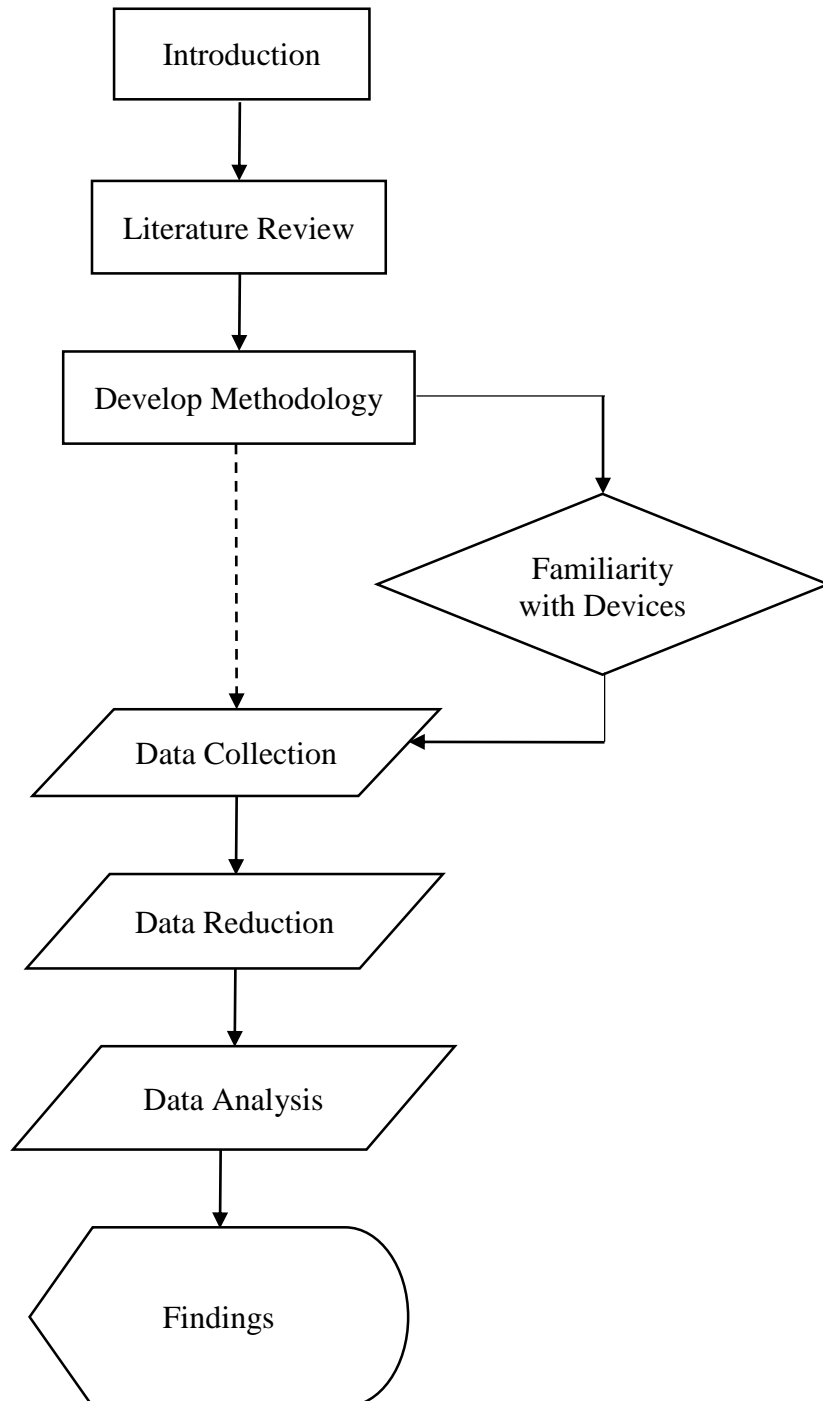 Introduction
Literature Review
Develop Methodology
Familiarity
with Devices
Data Collection
Data Reduction
Data Analysis
Findings